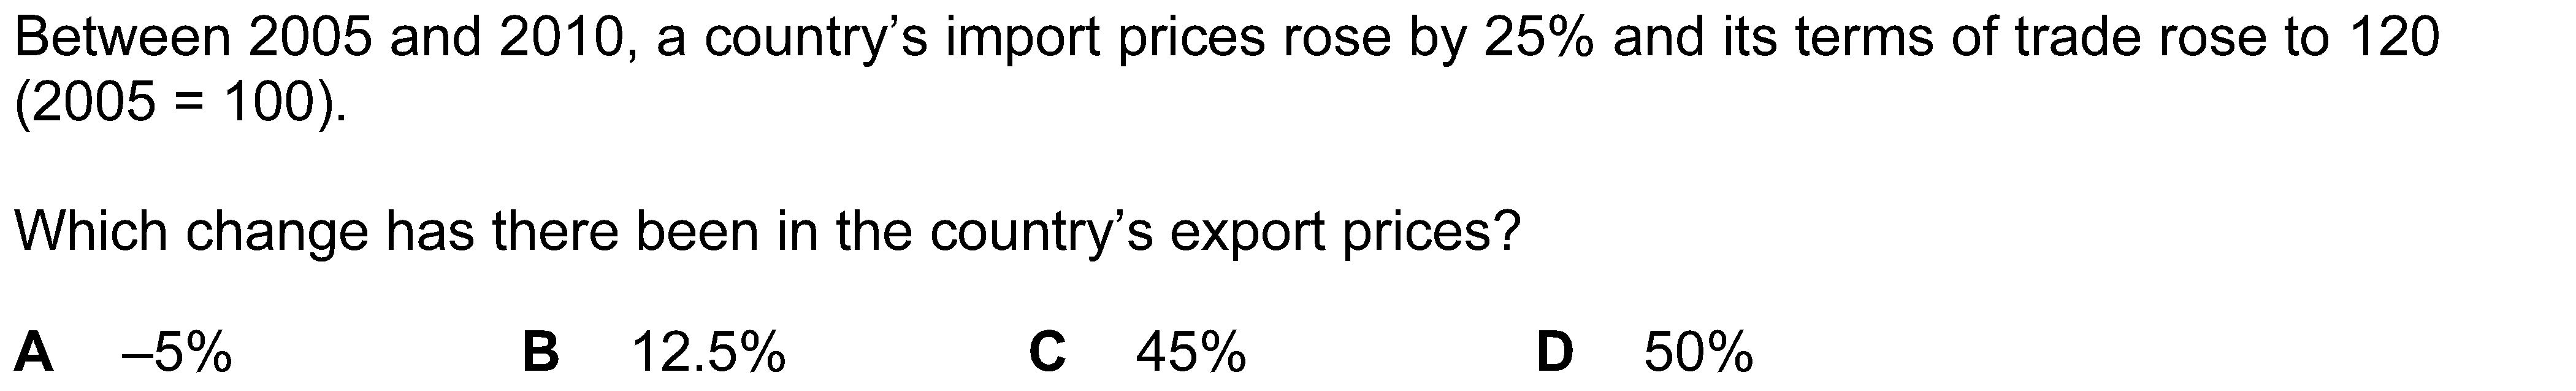 Between 2005 and 2010, a country’s import prices rose by 25% and its terms of trade rose to 120
(2005 = 100).
Which change has there been in the country’s export prices?
A –5% B 12.5% C 45% D 50%